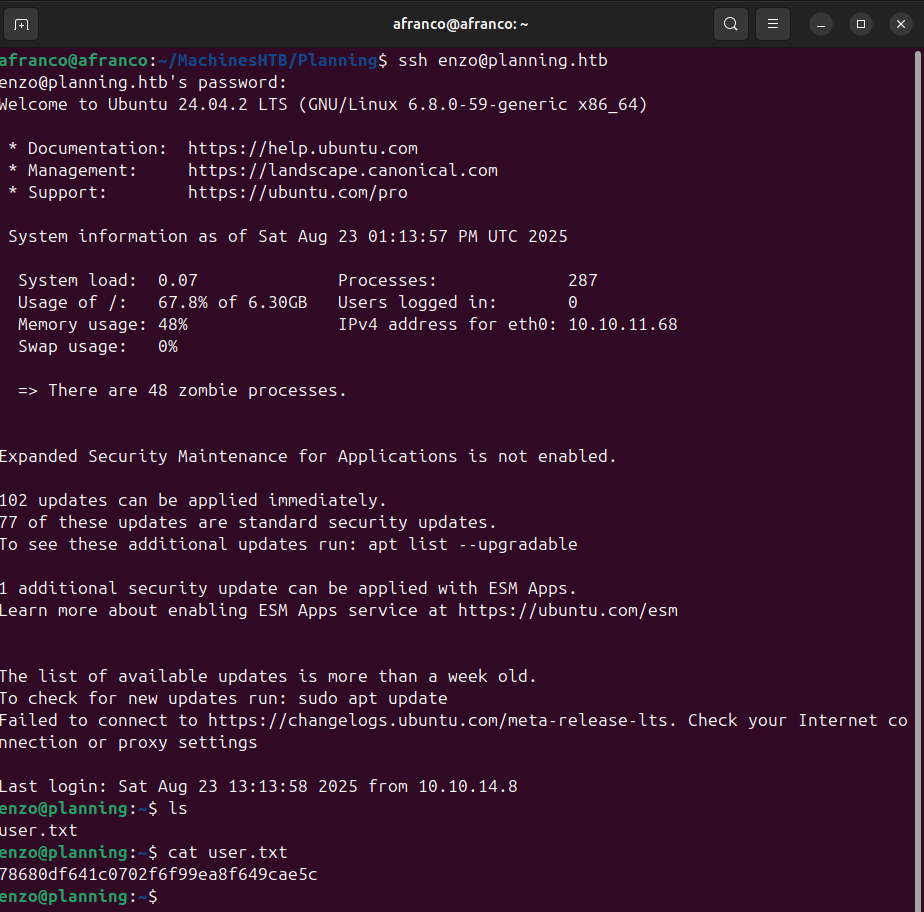 afranco@afranco: ~
afranco@afranco:~/MachinesHTB/Planning$ ssh enzo@planning.htb
enzo@planning.htb's password:
Welcome to Ubuntu 24.04.2 LTS (GNU/Linux 6.8.0-59-generic x86_64)
* Documentation:  https://help.ubuntu.com
* Management:     https://landscape.canonical.com
* Support:        https://ubuntu.com/pro
System information as of Sat Aug 23 01:13:57 PM UTC 2025
System load:  0.07              Processes:             287
Usage of /:   67.8% of 6.30GB   Users logged in:       0
Memory usage: 48%               IPv4 address for eth0: 10.10.11.68
Swap usage:   0%
=> There are 48 zombie processes.
Expanded Security Maintenance for Applications is not enabled.
102 updates can be applied immediately.
77 of these updates are standard security updates.
To see these additional updates run: apt list --upgradable
1 additional security update can be applied with ESM Apps.
Learn more about enabling ESM Apps service at https://ubuntu.com/esm
The list of available updates is more than a week old.
To check for new updates run: sudo apt update
Failed to connect to https://changelogs.ubuntu.com/meta-release-lts. Check your Internet co
nnection or proxy settings
Last login: Sat Aug 23 13:13:58 2025 from 10.10.14.8
enzo@planning:~$ ls
user.txt
enzo@planning:~$ cat user.txt
78680df641c0702f6f99ea8f649cae5c
enzo@planning:~$